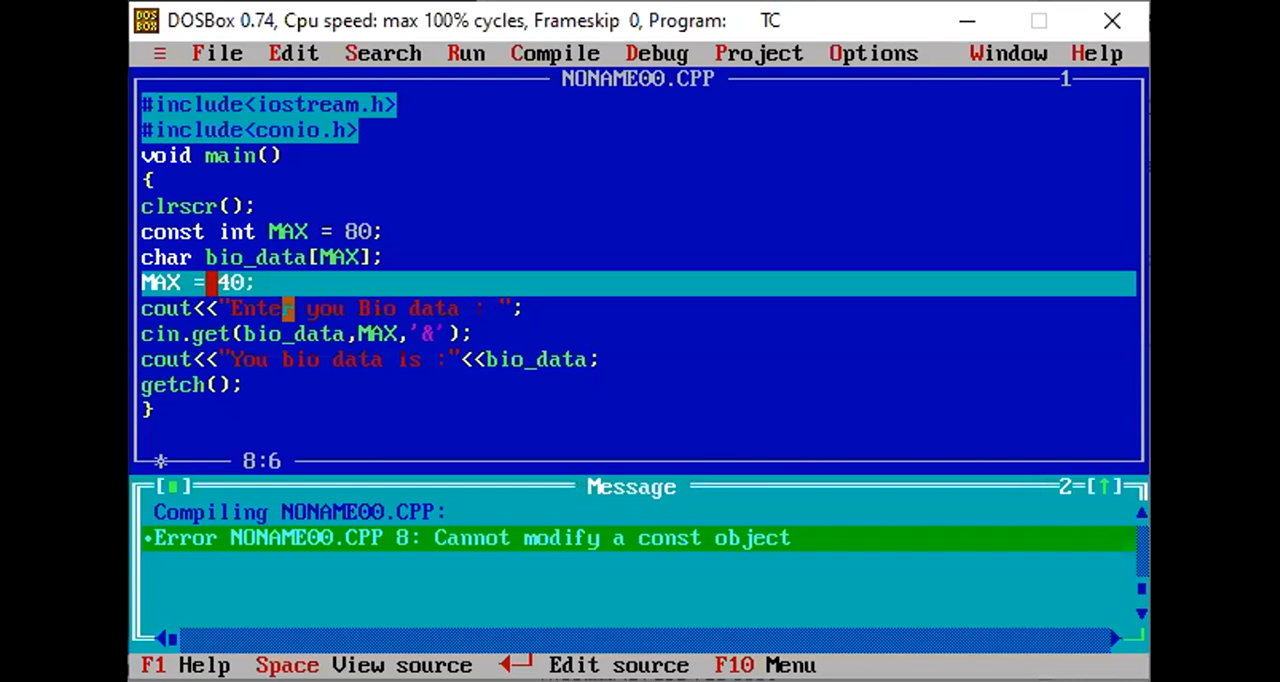 DOSBox 0.74, Cpu speed: max 100% cycles, Frameskip 0, Program: TC
≡ File Edit Search Run Compile Debug Project Options Window Help
NONAME00.CPP 1
#include<iostream.h>
#include<conio.h>
void main()
{
clrscr();
const int MAX = 80;
char bio_data[MAX];
MAX = 40;
cout<<"Enter you Bio data : ";
cin.get(bio_data,MAX,'&');
cout<<"You bio data is :"<<bio_data;
getch();
}
8:6
Message 2=[↑]
Compiling NONAME00.CPP:
•Error NONAME00.CPP 8: Cannot modify a const object
F1 Help Space View source ←┘ Edit source F10 Menu